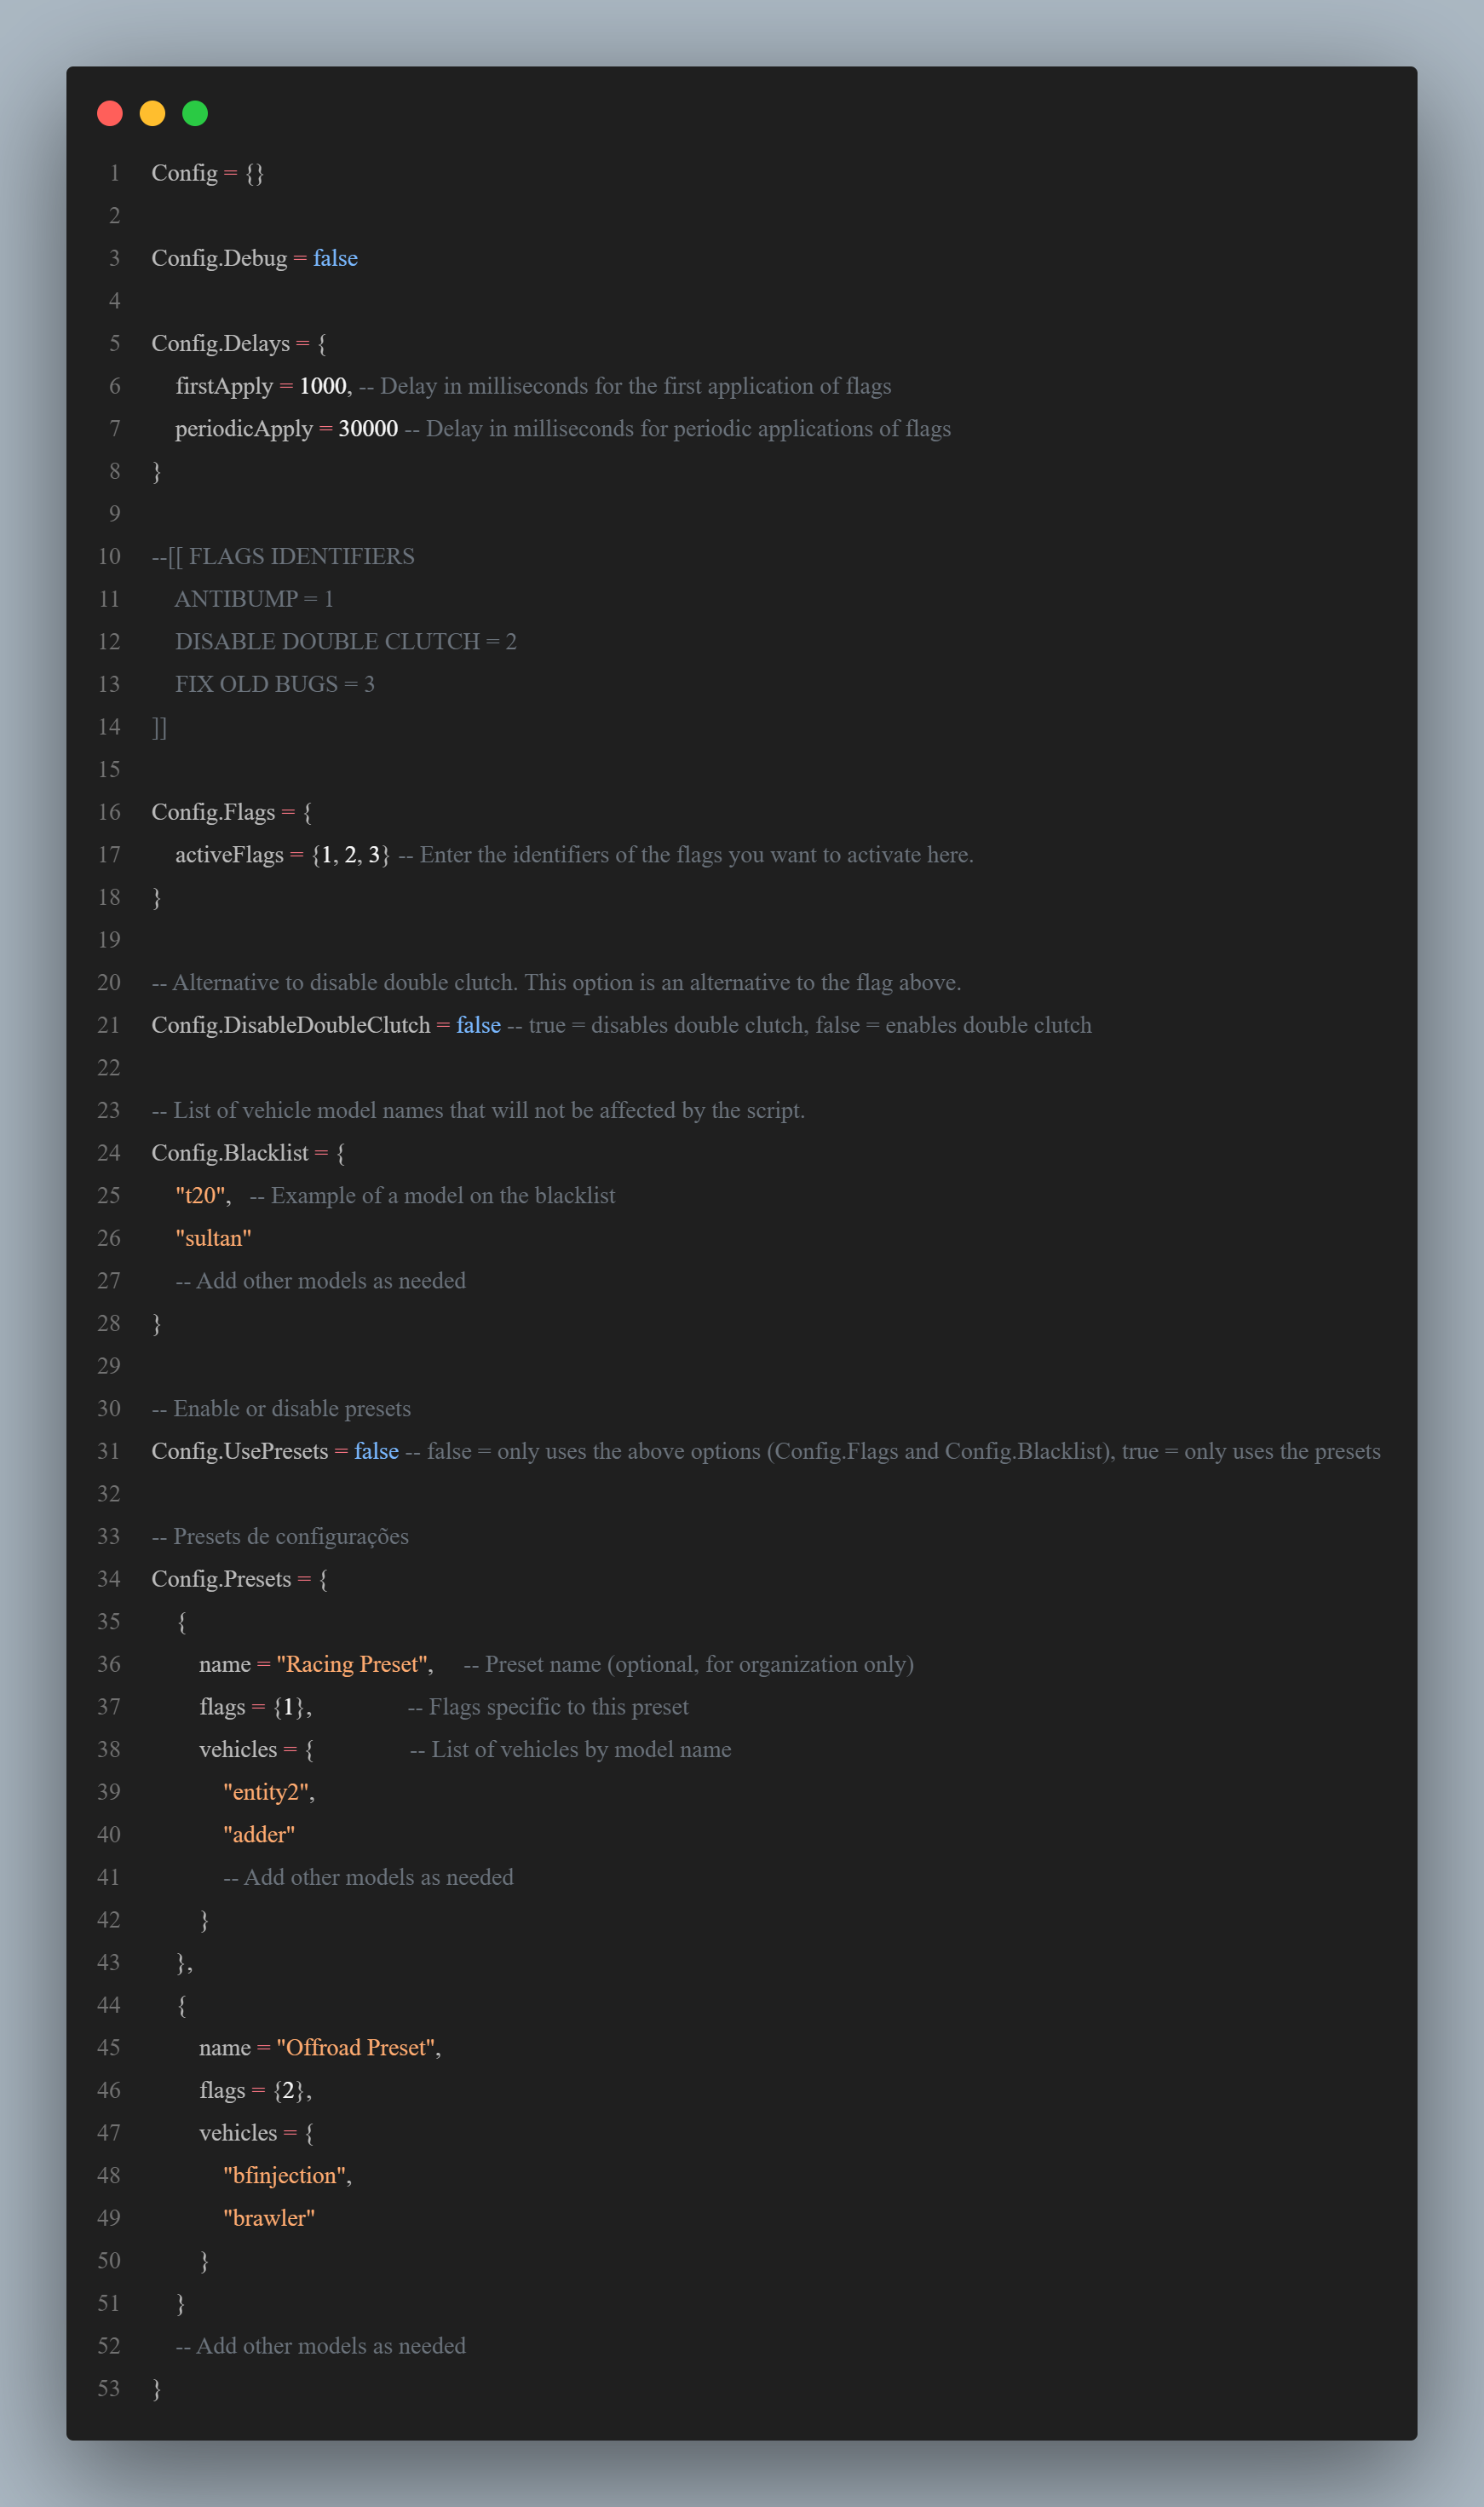 1 Config = {}
2
3 Config.Debug = false
4
5 Config.Delays = {
6     firstApply = 1000, -- Delay in milliseconds for the first application of flags
7     periodicApply = 30000 -- Delay in milliseconds for periodic applications of flags
8 }
9
10 --[[ FLAGS IDENTIFIERS
11     ANTIBUMP = 1
12     DISABLE DOUBLE CLUTCH = 2
13     FIX OLD BUGS = 3
14 ]]
15
16 Config.Flags = {
17     activeFlags = {1, 2, 3} -- Enter the identifiers of the flags you want to activate here.
18 }
19
20 -- Alternative to disable double clutch. This option is an alternative to the flag above.
21 Config.DisableDoubleClutch = false -- true = disables double clutch, false = enables double clutch
22
23 -- List of vehicle model names that will not be affected by the script.
24 Config.Blacklist = {
25     "t20",   -- Example of a model on the blacklist
26     "sultan"
27     -- Add other models as needed
28 }
29
30 -- Enable or disable presets
31 Config.UsePresets = false -- false = only uses the above options (Config.Flags and Config.Blacklist), true = only uses the presets
32
33 -- Presets de configurações
34 Config.Presets = {
35     {
36         name = "Racing Preset",     -- Preset name (optional, for organization only)
37         flags = {1},                -- Flags specific to this preset
38         vehicles = {                -- List of vehicles by model name
39             "entity2",
40             "adder"
41             -- Add other models as needed
42         }
43     },
44     {
45         name = "Offroad Preset",
46         flags = {2},
47         vehicles = {
48             "bfinjection",
49             "brawler"
50         }
51     }
52     -- Add other models as needed
53 }